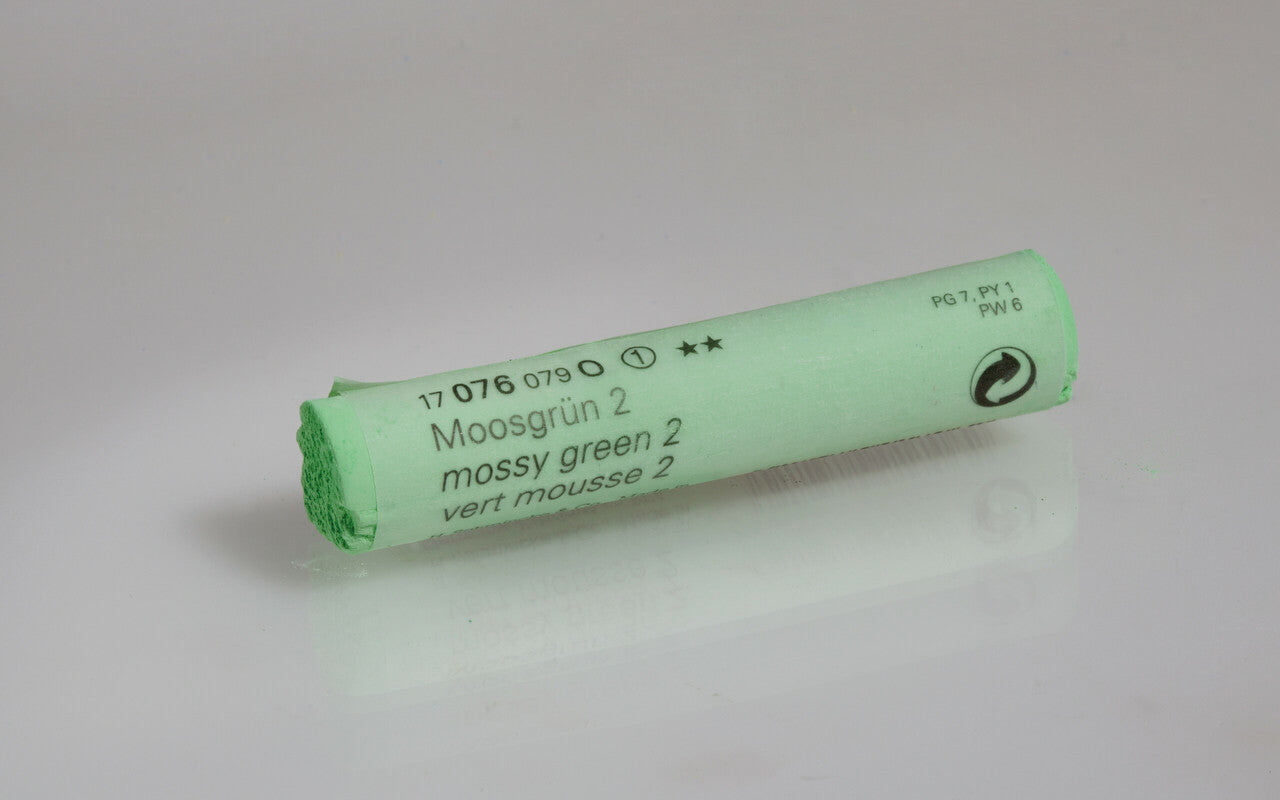 17 076 079 O ① ★★
Moosgrün 2
mossy green 2
vert mousse 2
PG 7, PY 1
PW 6